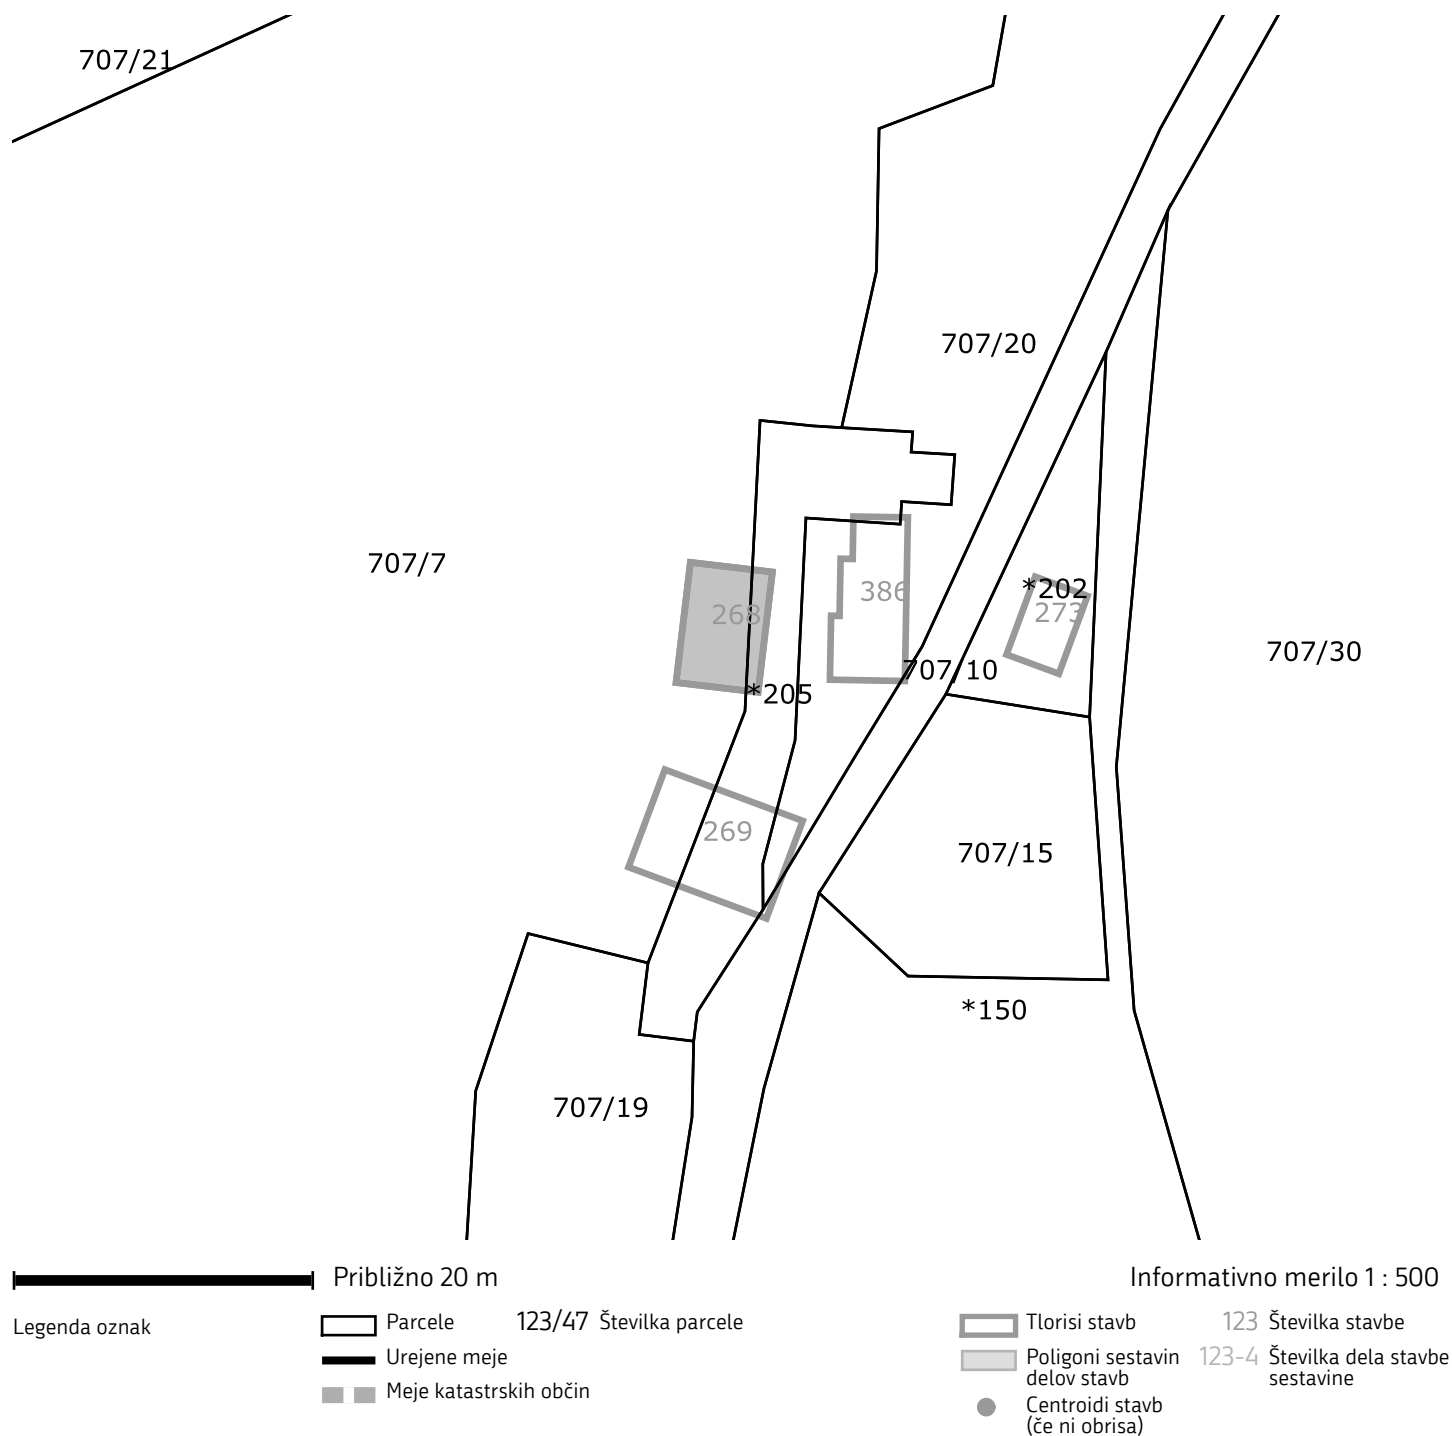 707/21
707/20
707/7
386
*202
268
273
707/30
707/10
*205
269
707/15
*150
707/19
Približno 20 m
Informativno merilo 1 : 500
Legenda oznak
Parcele
123/47 Številka parcele
Urejene meje
Meje katastrskih občin
Tlorisi stavb
123 Številka stavbe
Poligoni sestavin
delov stavb
123-4 Številka dela stavbe
sestavine
Centroidi stavb
(če ni obrisa)